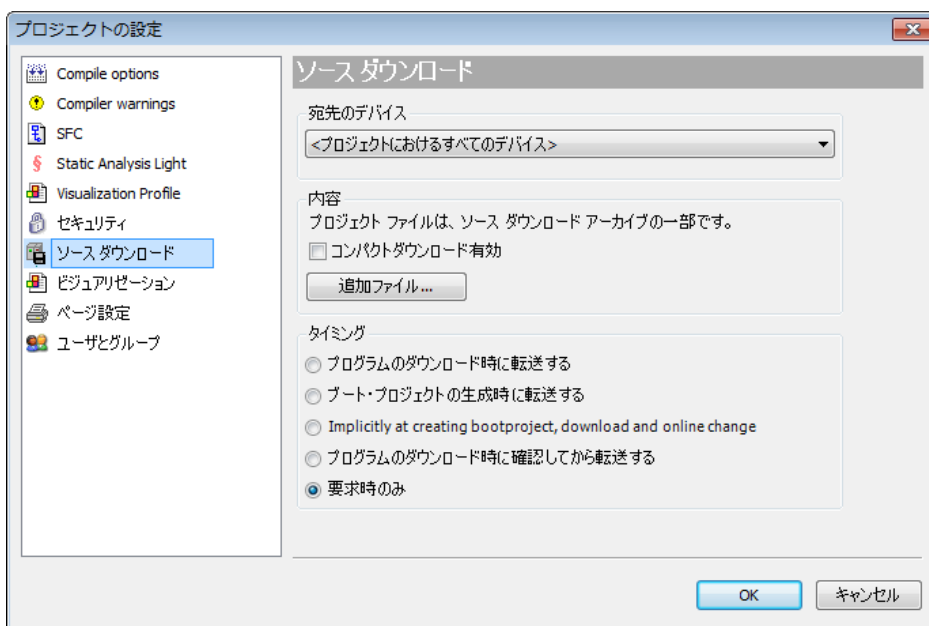 プロジェクトの設定
Compile options
Compiler warnings
SFC
Static Analysis Light
Visualization Profile
セキュリティ
ソース ダウンロード
ビジュアリゼーション
ページ設定
ユーザとグループ
ソース ダウンロード
宛先のデバイス
<プロジェクトにおけるすべてのデバイス>
内容
プロジェクト ファイルは、ソース ダウンロード アーカイブの一部です。
コンパクトダウンロード有効
追加ファイル...
タイミング
プログラムのダウンロード時に転送する
ブート・プロジェクトの生成時に転送する
Implicitly at creating bootproject, download and online change
プログラムのダウンロード時に確認してから転送する
要求時のみ
OK
キャンセル